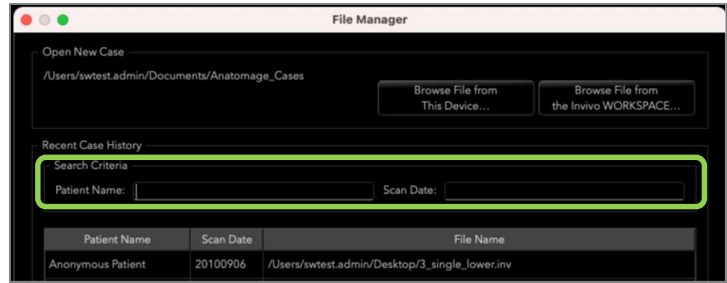 File Manager
Open New Case
/Users/swtest.admin/Documents/Anatomage_Cases
Browse File from
This Device...
Browse File from
the Invivo WORKSPACE...
Recent Case History
Search Criteria
Patient Name:
Scan Date:
Patient Name Scan Date File Name
Anonymous Patient 20100906 /Users/swtest.admin/Desktop/3_single_lower.inv